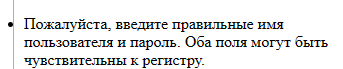 Пожалуйста, введите правильные имя
пользователя и пароль. Оба поля могут быть
чувствительны к регистру.